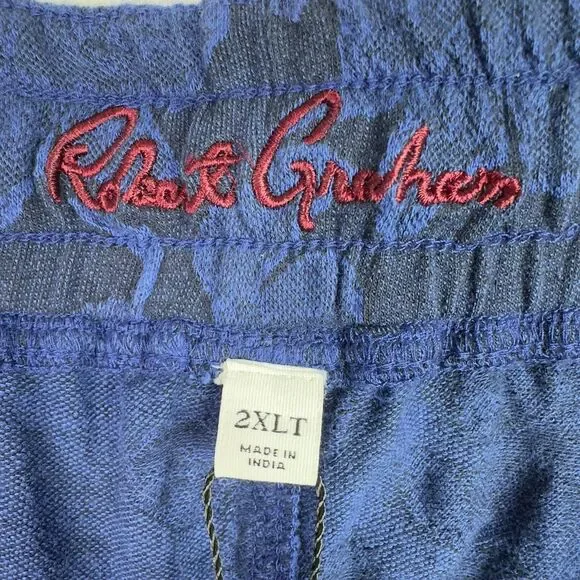 Robert Graham
2XLT
MADE IN
INDIA